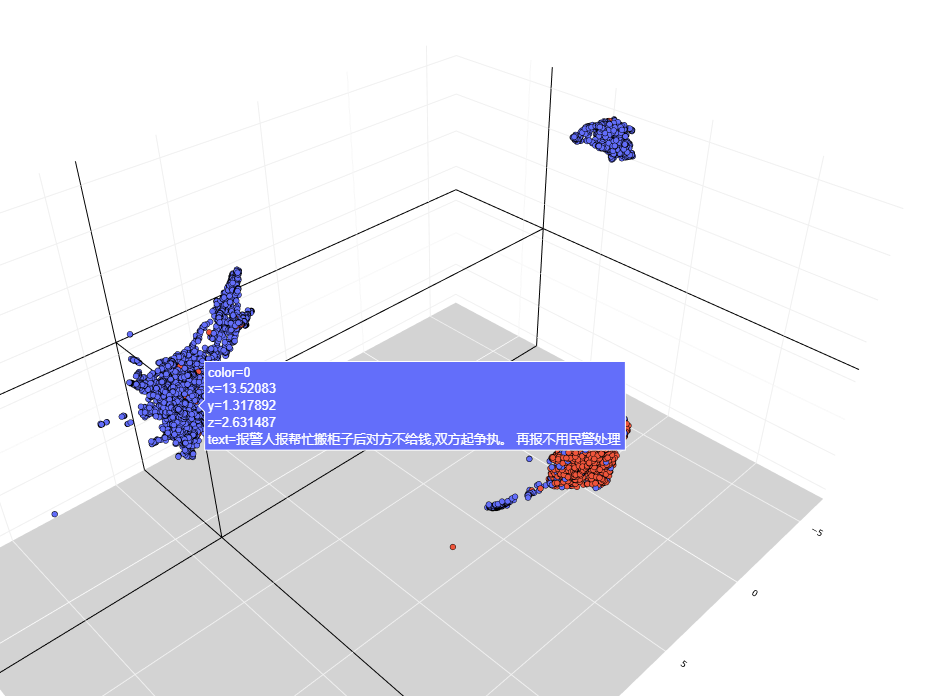 color=0
x=13.52083
y=1.317892
z=2.631487
text=报警人报帮忙搬柜子后对方不给钱,双方起争执。 再报不用民警处理
−5
0
5